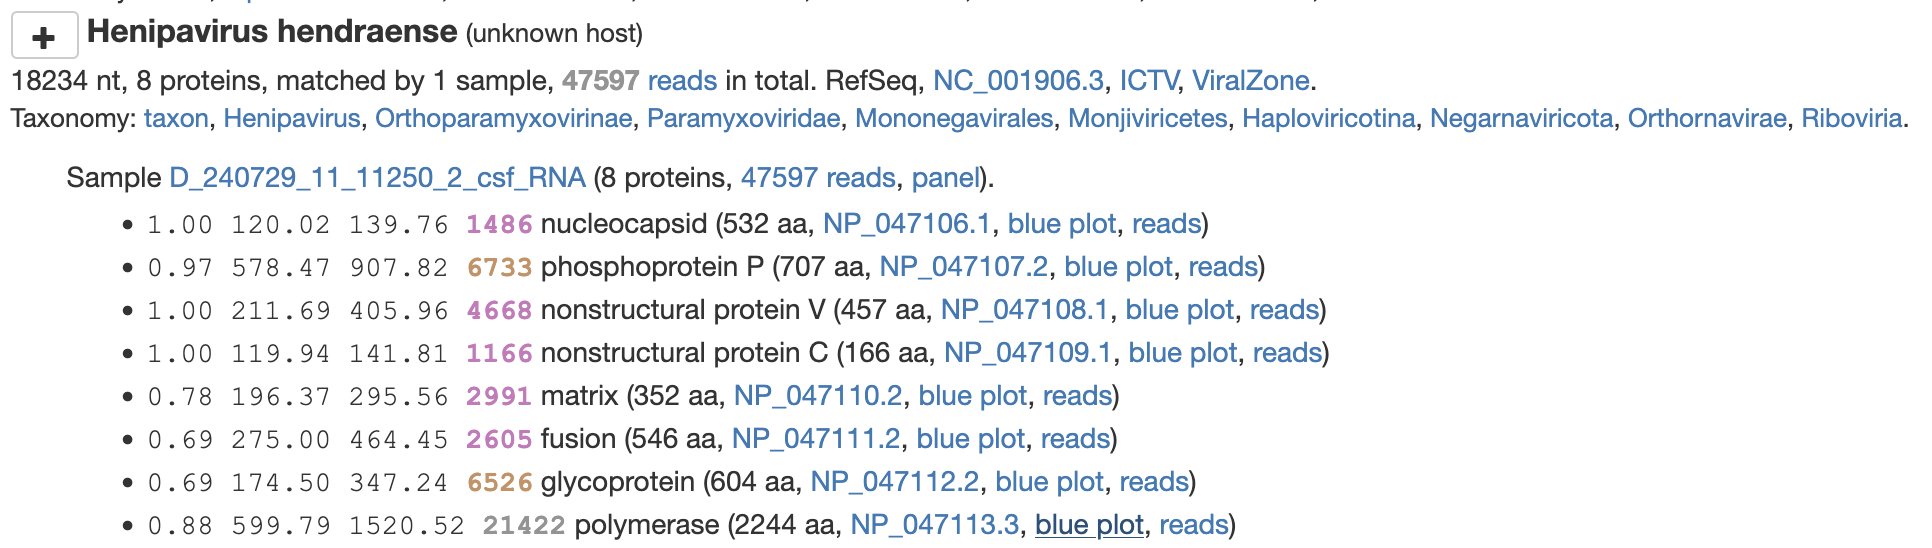 + Henipavirus hendraense (unknown host)
18234 nt, 8 proteins, matched by 1 sample, 47597 reads in total. RefSeq, NC_001906.3, ICTV, ViralZone.
Taxonomy: taxon, Henipavirus, Orthoparamyxovirinae, Paramyxoviridae, Mononegavirales, Monjiviricetes, Haploviricotina, Negarnaviricota, Orthornavirae, Riboviria.
Sample D_240729_11_11250_2_csf_RNA (8 proteins, 47597 reads, panel).
• 1.00 120.02 139.76 1486 nucleocapsid (532 aa, NP_047106.1, blue plot, reads)
• 0.97 578.47 907.82 6733 phosphoprotein P (707 aa, NP_047107.2, blue plot, reads)
• 1.00 211.69 405.96 4668 nonstructural protein V (457 aa, NP_047108.1, blue plot, reads)
• 1.00 119.94 141.81 1166 nonstructural protein C (166 aa, NP_047109.1, blue plot, reads)
• 0.78 196.37 295.56 2991 matrix (352 aa, NP_047110.2, blue plot, reads)
• 0.69 275.00 464.45 2605 fusion (546 aa, NP_047111.2, blue plot, reads)
• 0.69 174.50 347.24 6526 glycoprotein (604 aa, NP_047112.2, blue plot, reads)
• 0.88 599.79 1520.52 21422 polymerase (2244 aa, NP_047113.3, blue plot, reads)